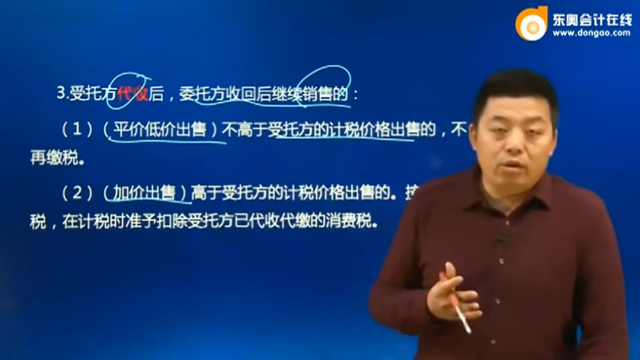 东奥会计在线
www.dongao.com
3.受托方代收后，委托方收回后继续销售的：
（1）（平价低价出售）不高于受托方的计税价格出售的，不
再缴税。
（2）（加价出售）高于受托方的计税价格出售的。按
税，在计税时准予扣除受托方已代收代缴的消费税。